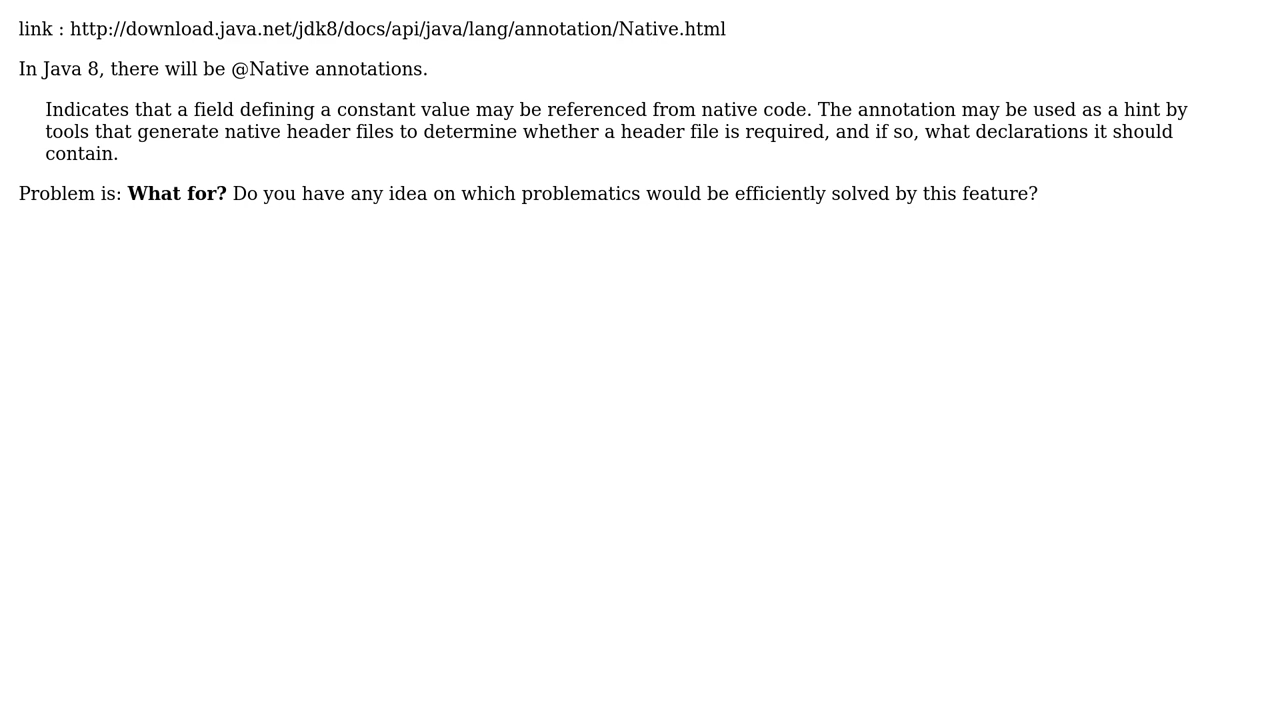 link : http://download.java.net/jdk8/docs/api/java/lang/annotation/Native.html
In Java 8, there will be @Native annotations.
Indicates that a field defining a constant value may be referenced from native code. The annotation may be used as a hint by
tools that generate native header files to determine whether a header file is required, and if so, what declarations it should
contain.
Problem is: What for? Do you have any idea on which problematics would be efficiently solved by this feature?